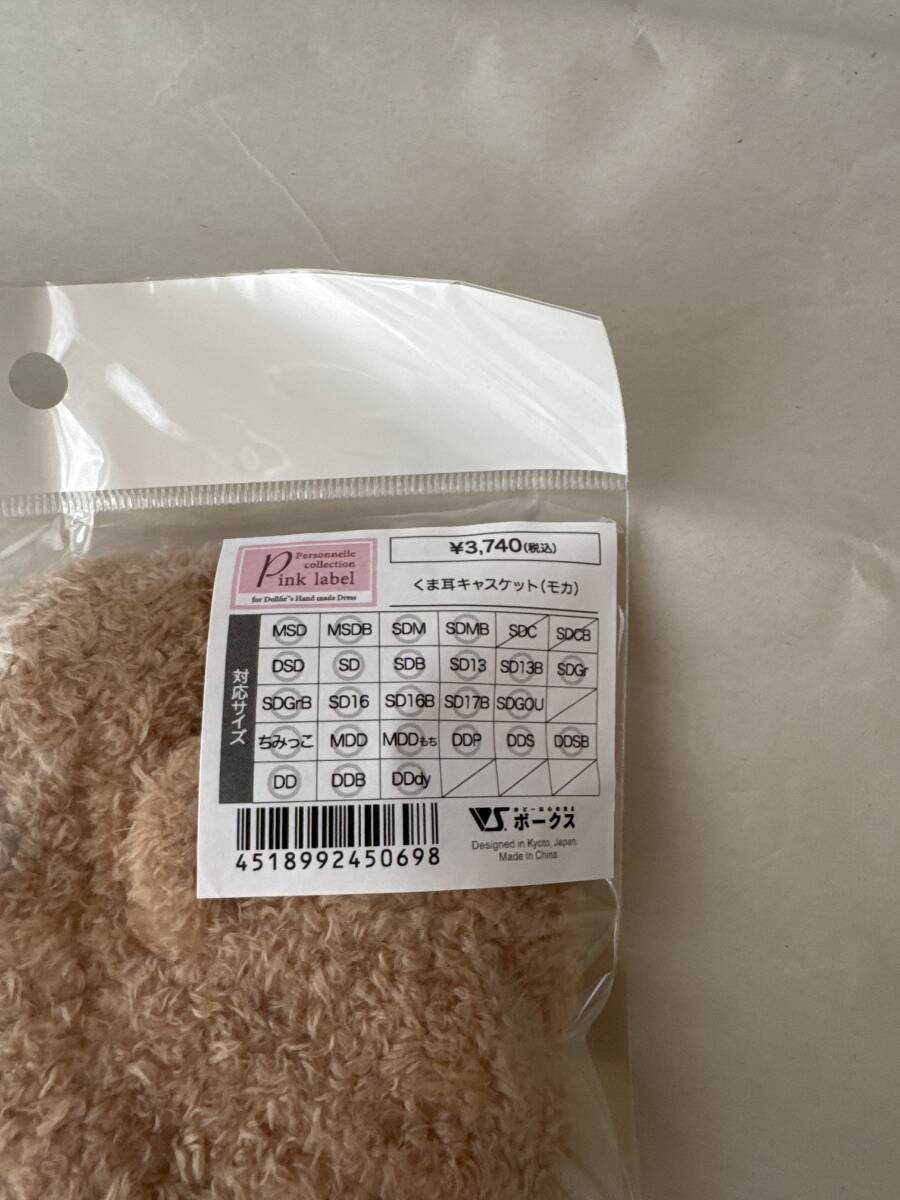 Personnelle
collection
Pink label
for Dollfie®'s Hand made Dress
¥3,740(税込)
くま耳キャスケット(モカ)
対応サイズ
MSD MSDB SDM SDMB SDC SDCB
DSD SD SDB SD13 SD13B SDGr
SDGrB SD16 SD16B SD17B SDGOU
ちみっこ MDD MDDもち DDP DDS DDSB
DD DDB DDdy
4518992450698
VS.
ボークス
Designed in Kyoto, Japan.
Made in China